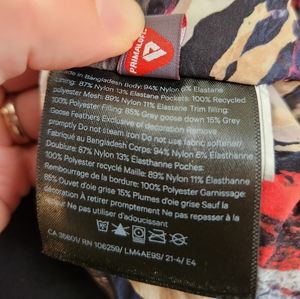 PRIMALOFT
Made in Bangladesh Body: 94% Nylon 6% Elastane
Lining: 87% Nylon 13% Elastane Pockets: 100% Recycled
polyester Mesh: 89% Nylon 11% Elastane Trim filling:
100% Polyester Filling: 85% Grey goose down 15% Grey
Goose Feathers Exclusive of decoration Remove
promptly Do not steam iron Do not use fabric softener
Fabriqué au Bangladesh Corps: 94% Nylon 6% Élasthanne
Doublure: 87% Nylon 13% Élasthanne Poches:
100% Polyester recyclé Maille: 89% Nylon 11% Élasthanne
Rembourrage de garniture: 100% Polyester Garnissage:
85% Duvet d'oie grise 15% Plumes d'oie grise Sauf la
décoration À retirer promptement Ne pas repasser à la
vapeur Ne pas utiliser d'adoucissant
CA 35801/ RN 106259/ LM4AE9S/ 21-4/ E4